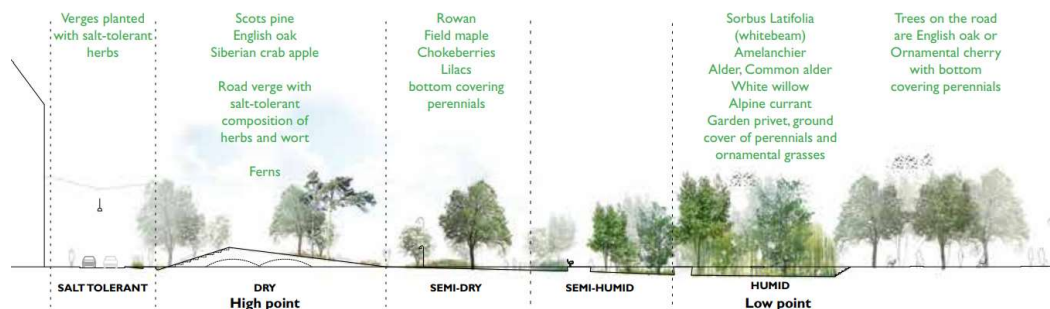 Verges planted
with salt-tolerant
herbs
Scots pine
English oak
Siberian crab apple
Road verge with
salt-tolerant
composition of
herbs and wort
Ferns
Rowan
Field maple
Chokeberries
Lilacs
bottom covering
perennials
Sorbus Latifolia
(whitebeam)
Amelanchier
Alder, Common alder
White willow
Alpine currant
Garden privet, ground
cover of perennials and
ornamental grasses
Trees on the road
are English oak or
Ornamental cherry
with bottom
covering perennials
SALT TOLERANT
DRY
High point
SEMI-DRY
SEMI-HUMID
HUMID
Low point